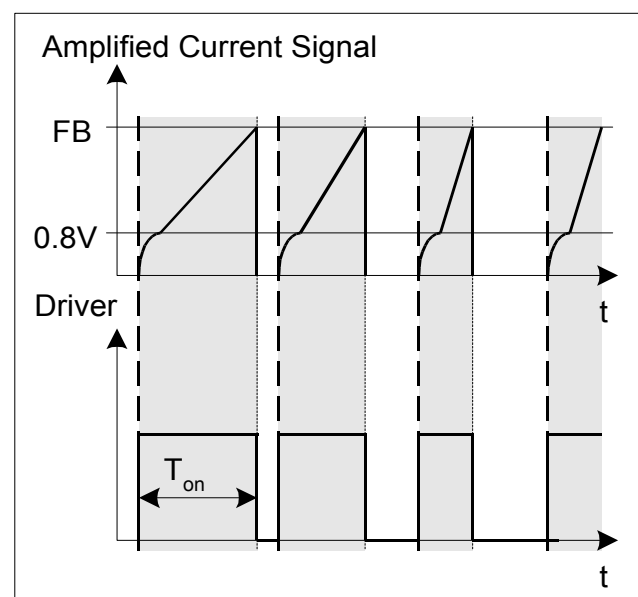 Amplified Current Signal
FB
0.8V
t
Driver
T_on
t